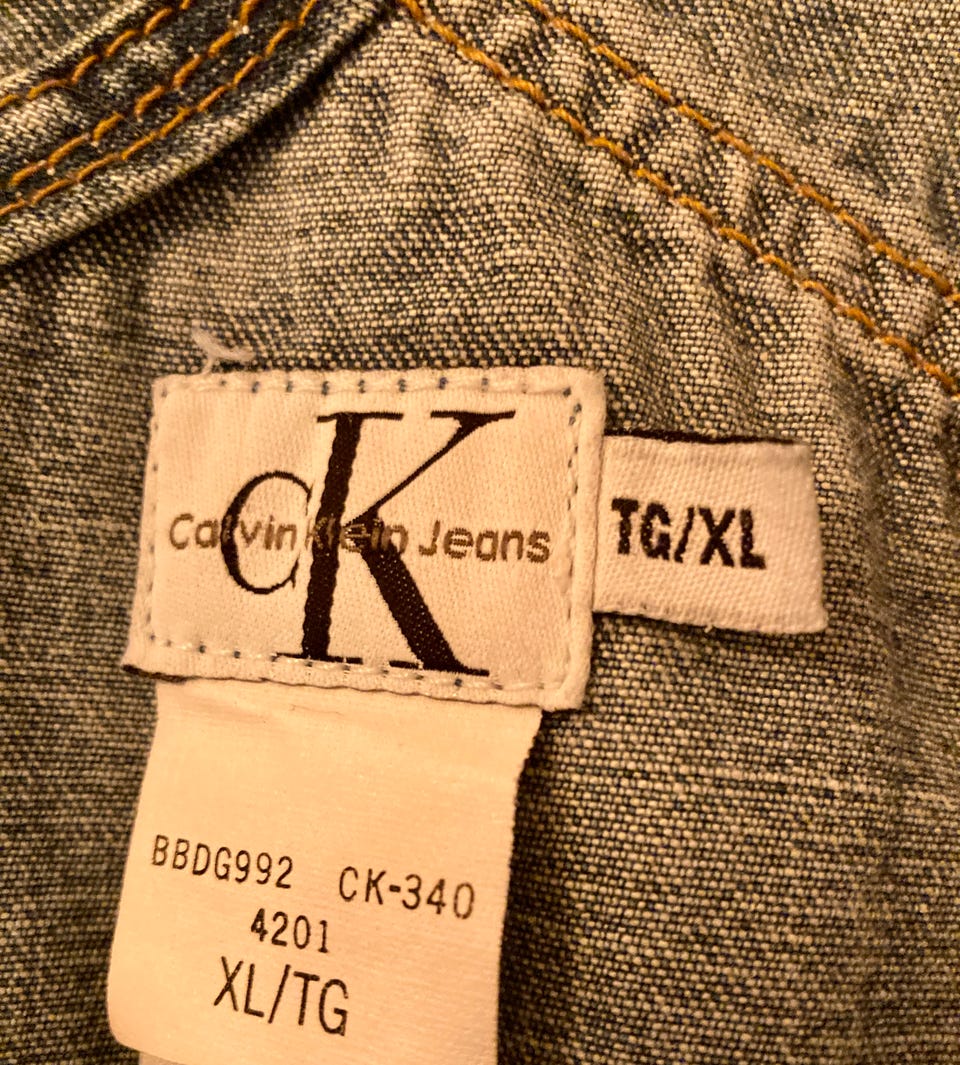 CK
Calvin Klein Jeans
TG/XL
BBDG992 CK-340
4201
XL/TG